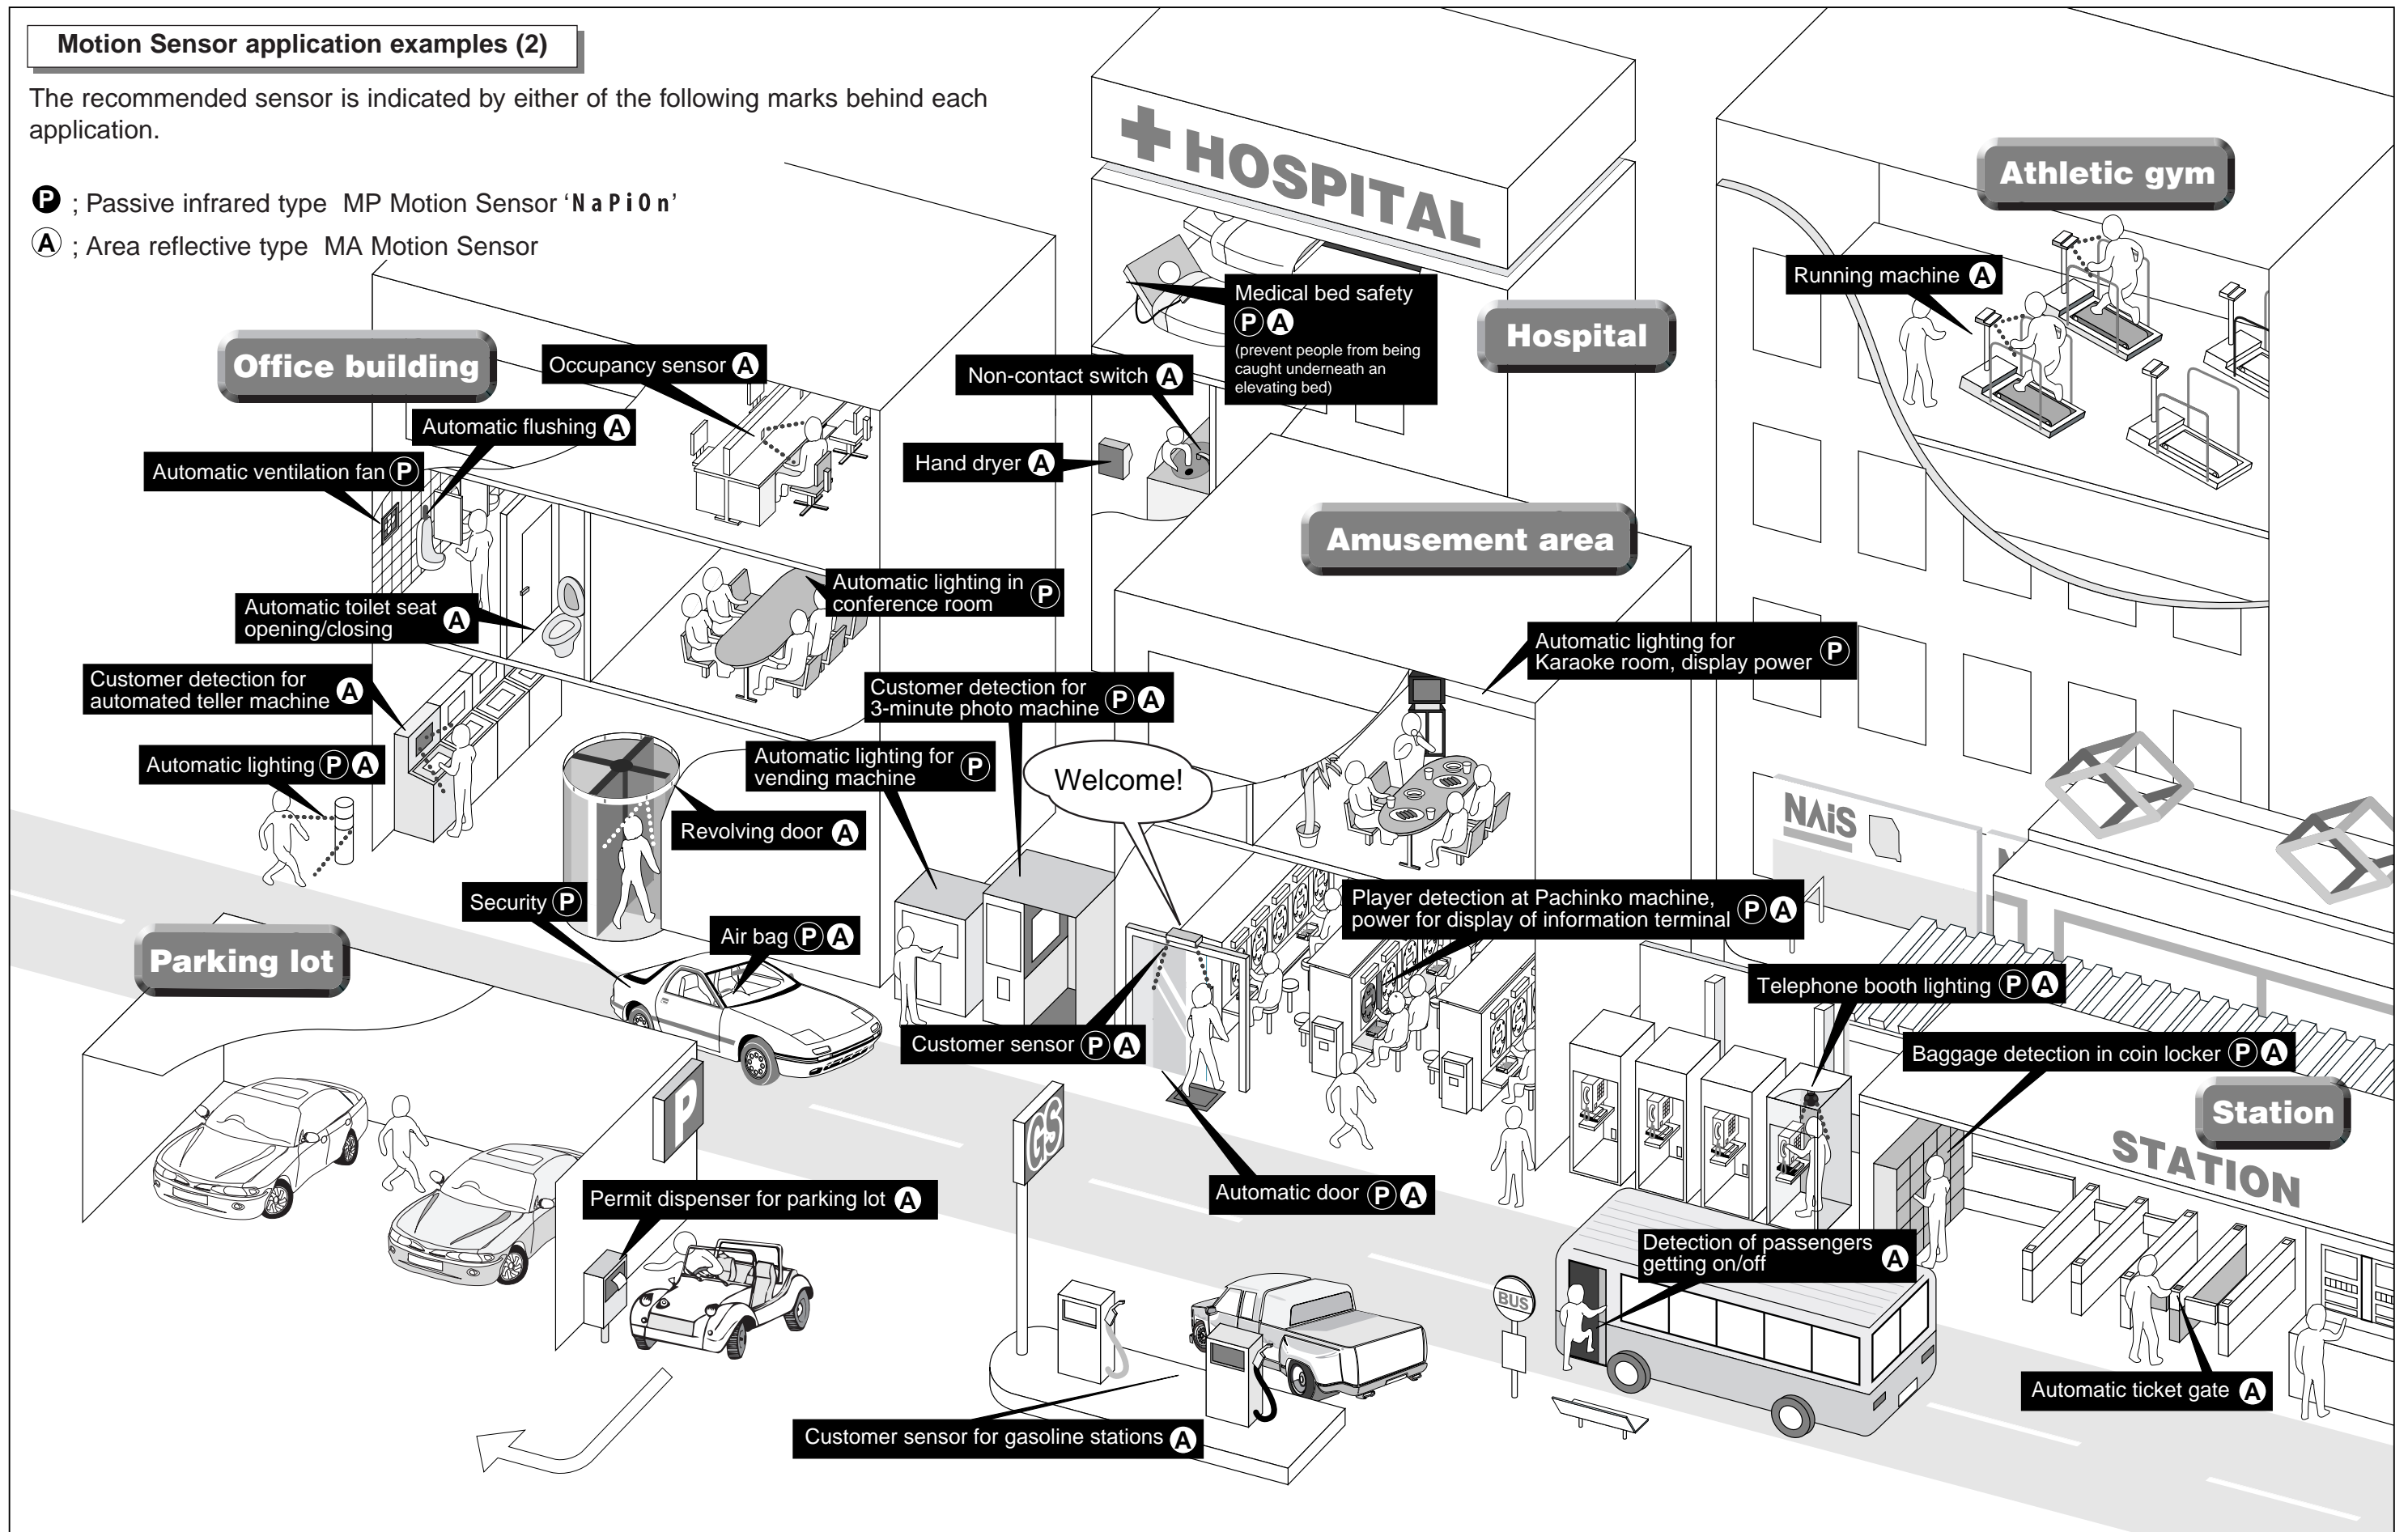 Motion Sensor application examples (2)
The recommended sensor is indicated by either of the following marks behind each
application.
P ; Passive infrared type MP Motion Sensor ‘NaPiOn’
A ; Area reflective type MA Motion Sensor
HOSPITAL
Athletic gym
Running machine A
Medical bed safety
P A
(prevent people from being
caught underneath an
elevating bed)
Hospital
Office building
Occupancy sensor A
Non-contact switch A
Automatic flushing A
Hand dryer A
Automatic ventilation fan P
Amusement area
Automatic lighting in
conference room P
Automatic toilet seat
opening/closing A
Automatic lighting for
Karaoke room, display power P
Customer detection for
automated teller machine A
Customer detection for
3-minute photo machine P A
Automatic lighting P A
Automatic lighting for
vending machine P
Welcome!
Revolving door A
NAiS
Security P
Player detection at Pachinko machine,
power for display of information terminal P A
Air bag P A
Parking lot
Telephone booth lighting P A
Customer sensor P A
Baggage detection in coin locker P A
Station
STATION
P
GS
Permit dispenser for parking lot A
Automatic door P A
Detection of passengers
getting on/off A
BUS
Automatic ticket gate A
Customer sensor for gasoline stations A